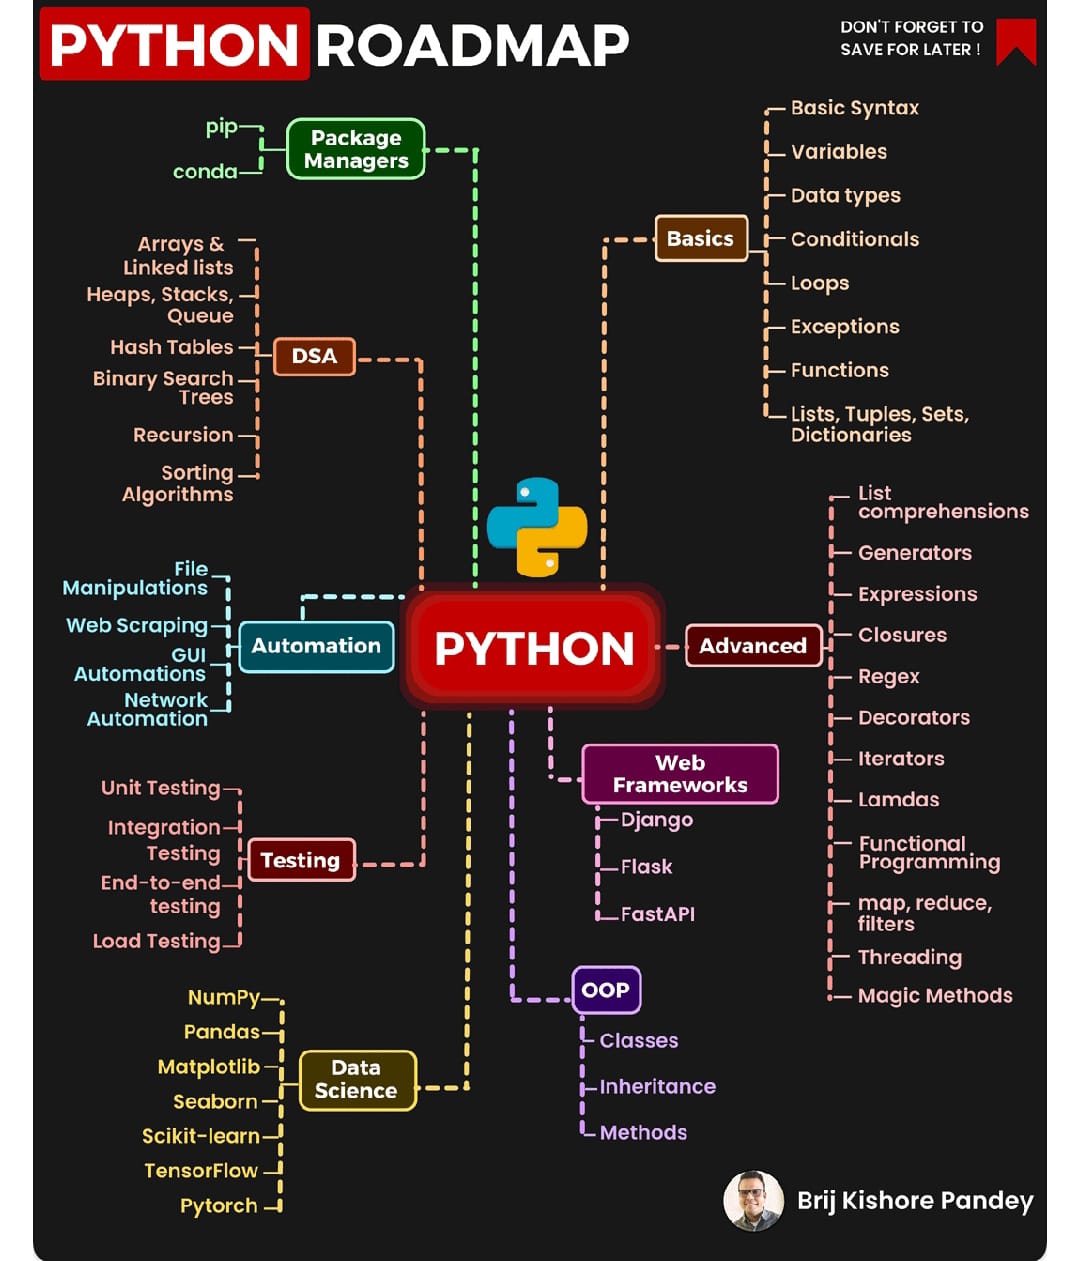 PYTHON ROADMAP
DON'T FORGET TO
SAVE FOR LATER !
pip
conda
Package
Managers
Basics
Basic Syntax
Variables
Data types
Conditionals
Loops
Exceptions
Functions
Lists, Tuples, Sets,
Dictionaries
Arrays &
Linked lists
Heaps, Stacks,
Queue
Hash Tables
Binary Search
Trees
Recursion
Sorting
Algorithms
DSA
File
Manipulations
Web Scraping
GUI
Automations
Network
Automation
Automation
PYTHON
Advanced
List
comprehensions
Generators
Expressions
Closures
Regex
Decorators
Iterators
Lamdas
Functional
Programming
map, reduce,
filters
Threading
Magic Methods
Web
Frameworks
Django
Flask
FastAPI
Unit Testing
Integration
Testing
End-to-end
testing
Load Testing
Testing
OOP
Classes
Inheritance
Methods
NumPy
Pandas
Matplotlib
Seaborn
Scikit-learn
TensorFlow
Pytorch
Data
Science
Brij Kishore Pandey